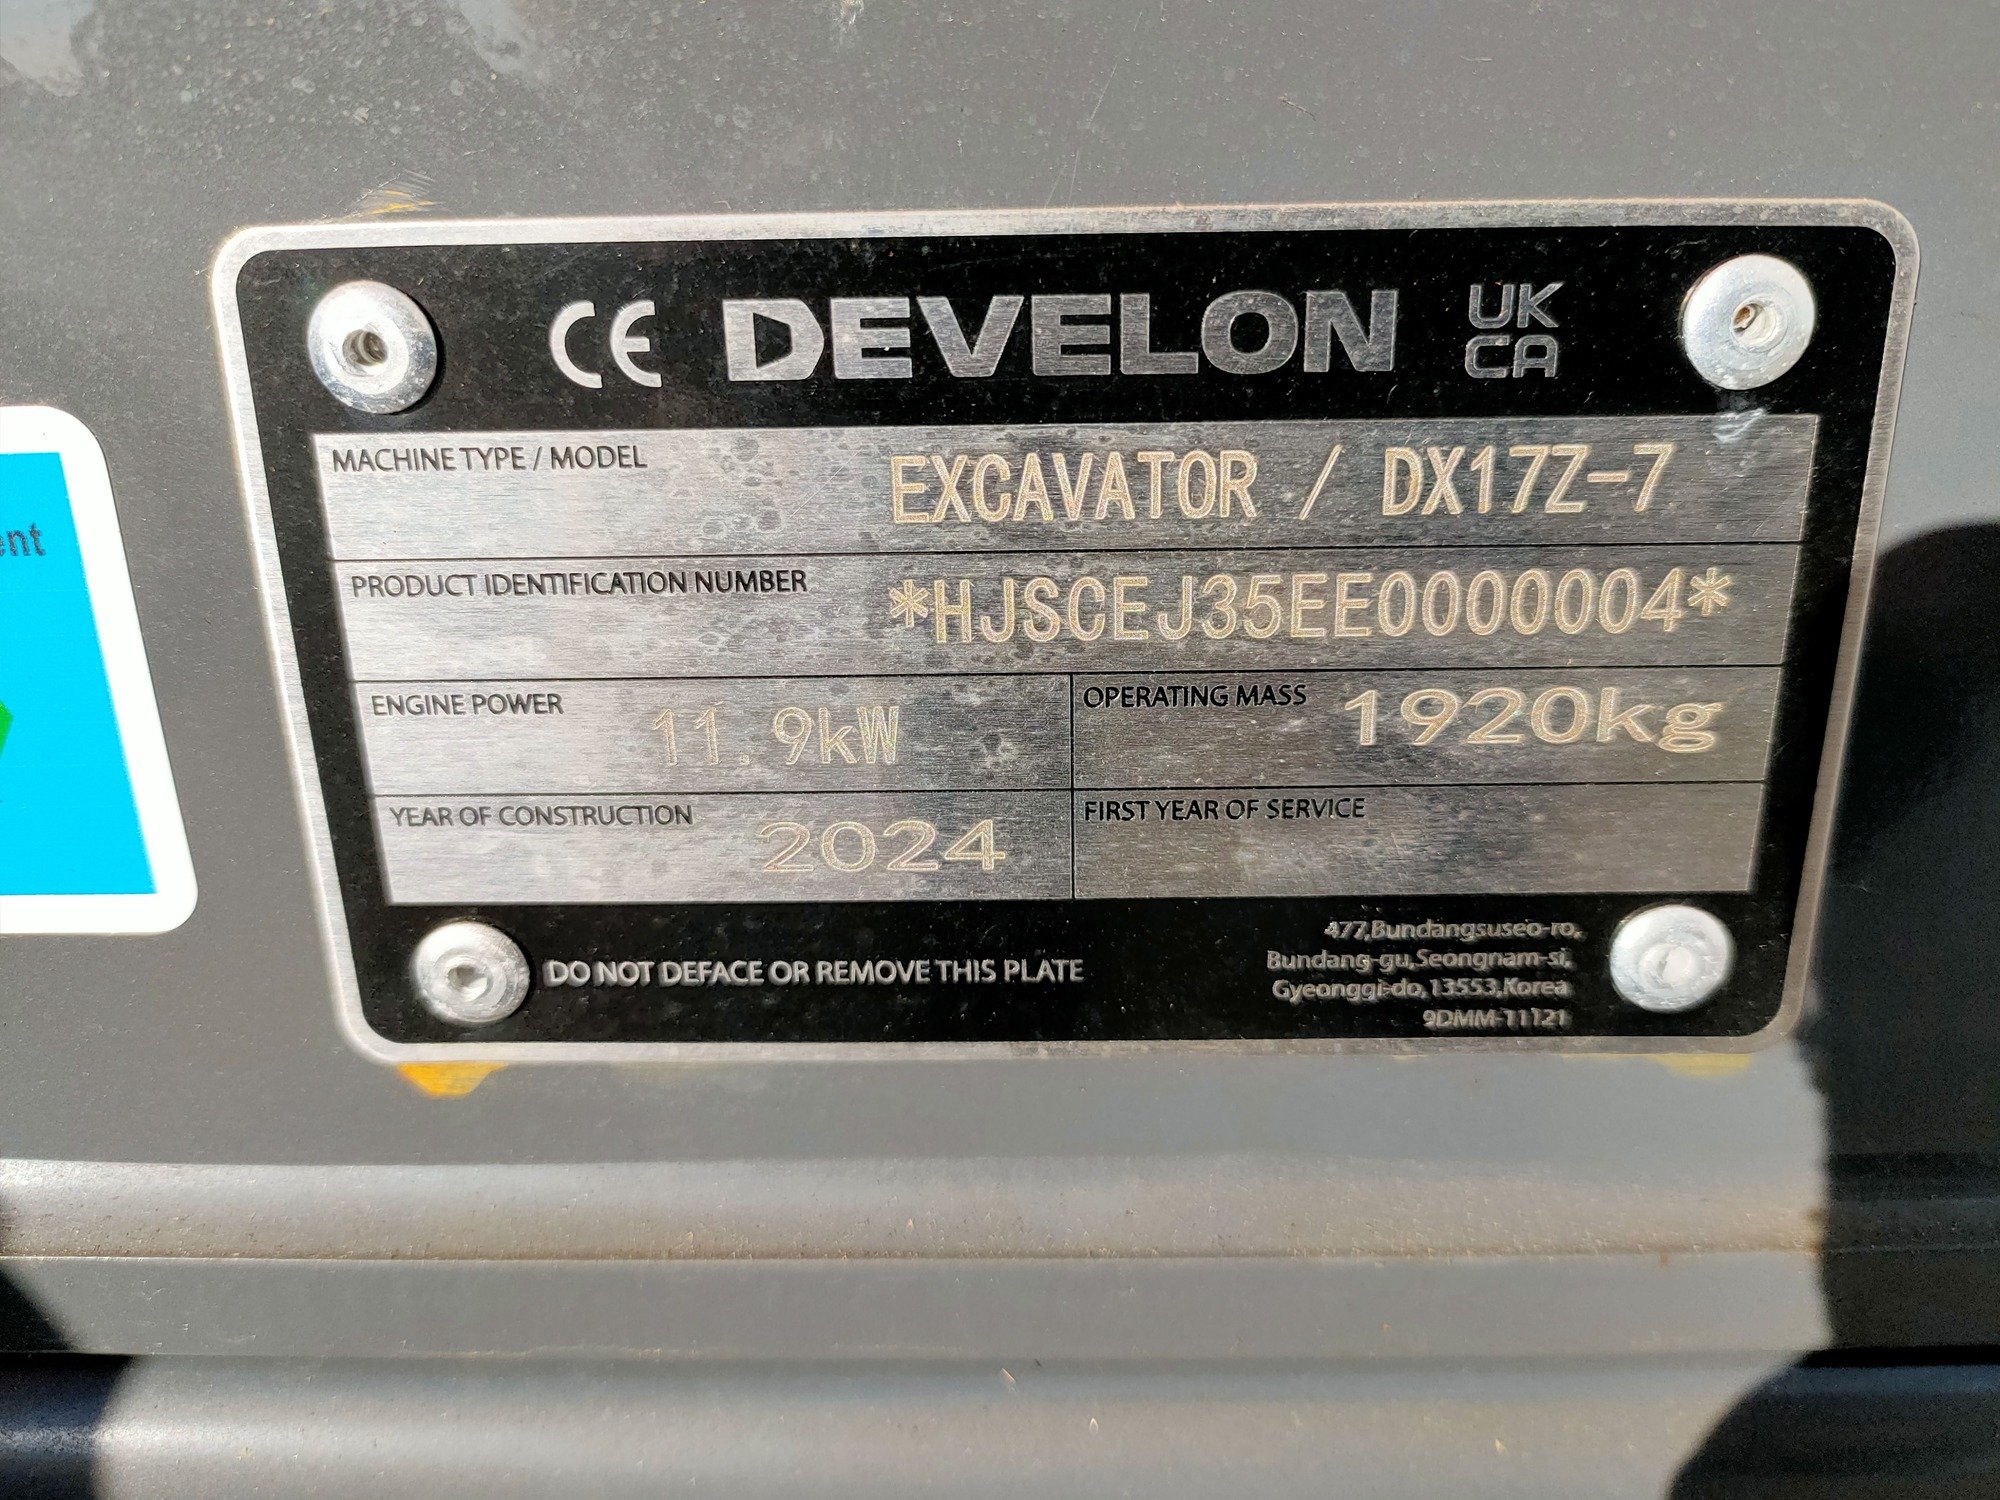 CE DEVELON UK CA
MACHINE TYPE / MODEL EXCAVATOR / DX17Z-7
PRODUCT IDENTIFICATION NUMBER *HJSCEJ35EE0000004*
ENGINE POWER 11.9kW OPERATING MASS 1920kg
YEAR OF CONSTRUCTION 2024 FIRST YEAR OF SERVICE
DO NOT DEFACE OR REMOVE THIS PLATE
477,Bundangsuseo-ro,
Bundang-gu,Seongnam-si,
Gyeonggi-do,13553,Korea
9DMM-11121